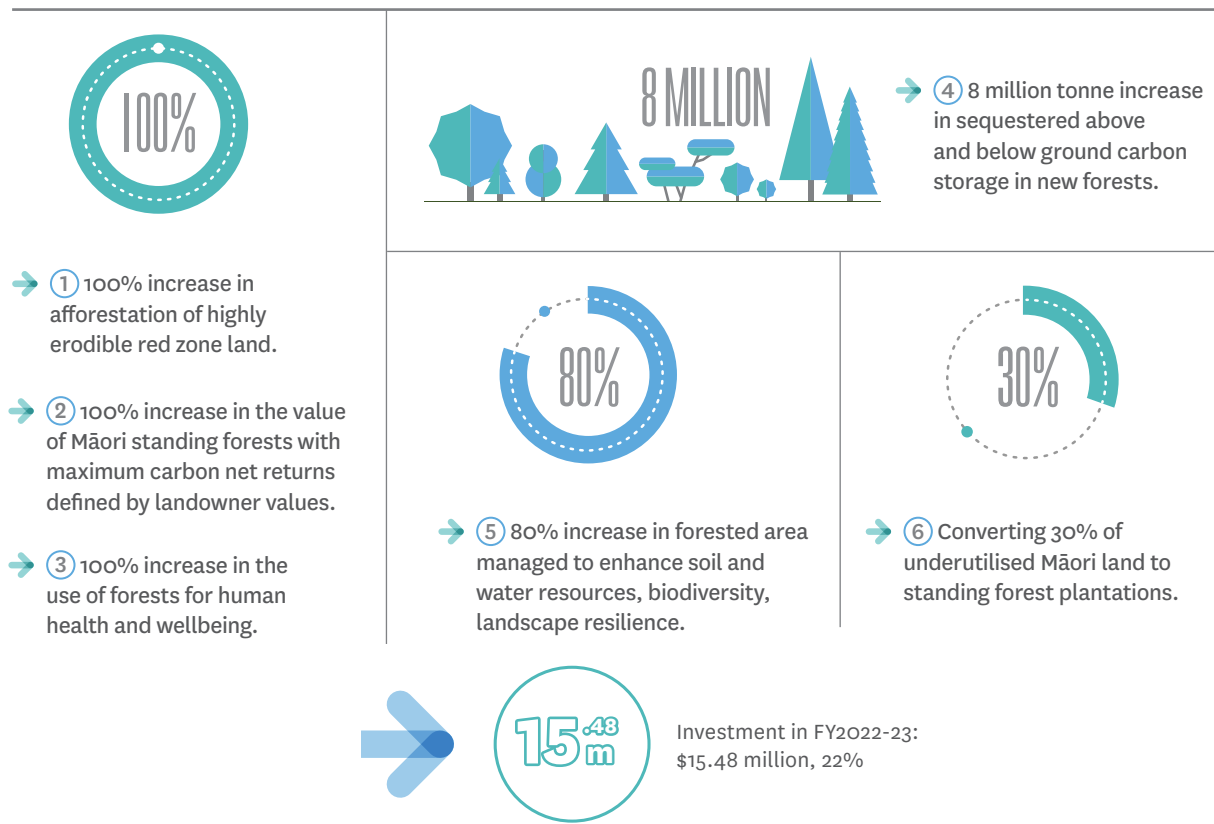 100%
1 100% increase in
afforestation of highly
erodible red zone land.
2 100% increase in the value
of Māori standing forests with
maximum carbon net returns
defined by landowner values.
3 100% increase in the
use of forests for human
health and wellbeing.
8 MILLION
4 8 million tonne increase
in sequestered above
and below ground carbon
storage in new forests.
80%
5 80% increase in forested area
managed to enhance soil and
water resources, biodiversity,
landscape resilience.
30%
6 Converting 30% of
underutilised Māori land to
standing forest plantations.
15.48
m
Investment in FY2022-23:
$15.48 million, 22%